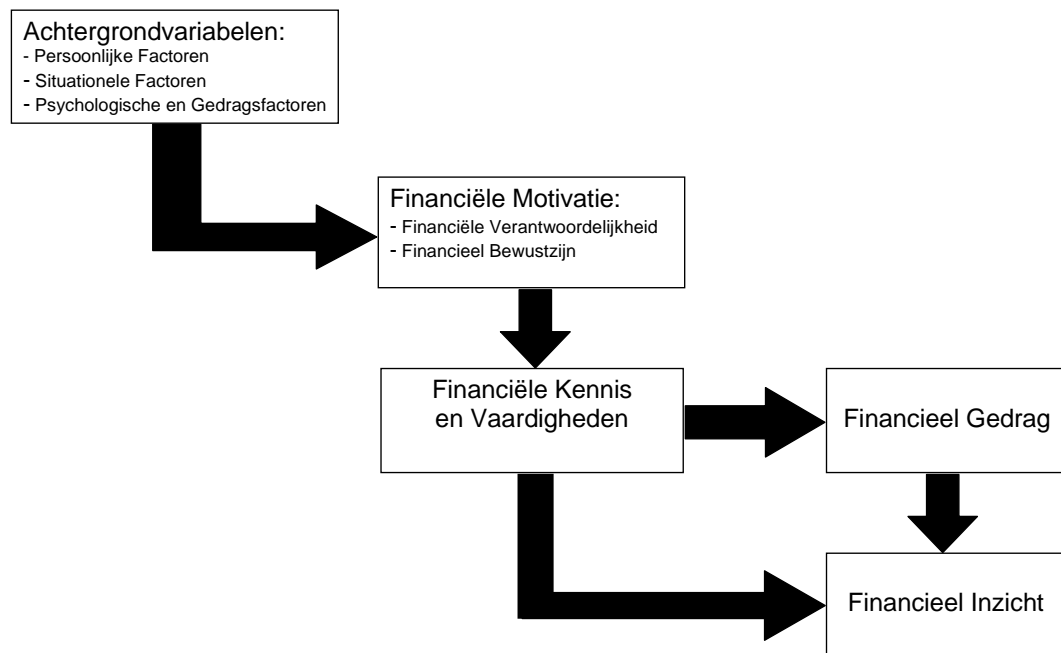 Achtergrondvariabelen:
- Persoonlijke Factoren
- Situationele Factoren
- Psychologische en Gedragsfactoren
Financiële Motivatie:
- Financiële Verantwoordelijkheid
- Financieel Bewustzijn
Financiële Kennis
en Vaardigheden
Financieel Gedrag
Financieel Inzicht